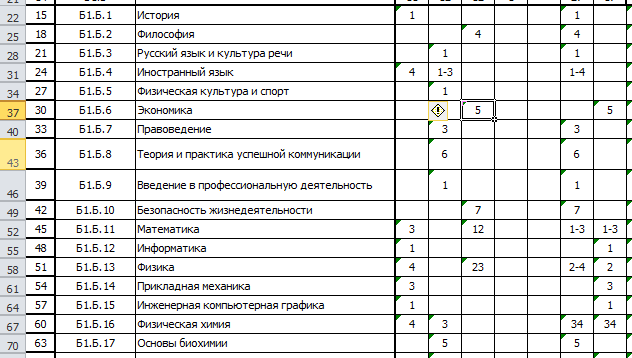 22 15 Б1.Б.1 История 1 1
25 18 Б1.Б.2 Философия 4 4
28 21 Б1.Б.3 Русский язык и культура речи 1 1
31 24 Б1.Б.4 Иностранный язык 4 1-3 1-4
34 27 Б1.Б.5 Физическая культура и спорт 1
37 30 Б1.Б.6 Экономика 5 5
40 33 Б1.Б.7 Правоведение 3 3
43 36 Б1.Б.8 Теория и практика успешной коммуникации 6 6
46 39 Б1.Б.9 Введение в профессиональную деятельность 1 1
49 42 Б1.Б.10 Безопасность жизнедеятельности 7 7
52 45 Б1.Б.11 Математика 3 12 1-3 1-3
55 48 Б1.Б.12 Информатика 1 1
58 51 Б1.Б.13 Физика 4 23 2-4 2
61 54 Б1.Б.14 Прикладная механика 3 3
64 57 Б1.Б.15 Инженерная компьютерная графика 1 1
67 60 Б1.Б.16 Физическая химия 4 3 34 34
70 63 Б1.Б.17 Основы биохимии 5 5